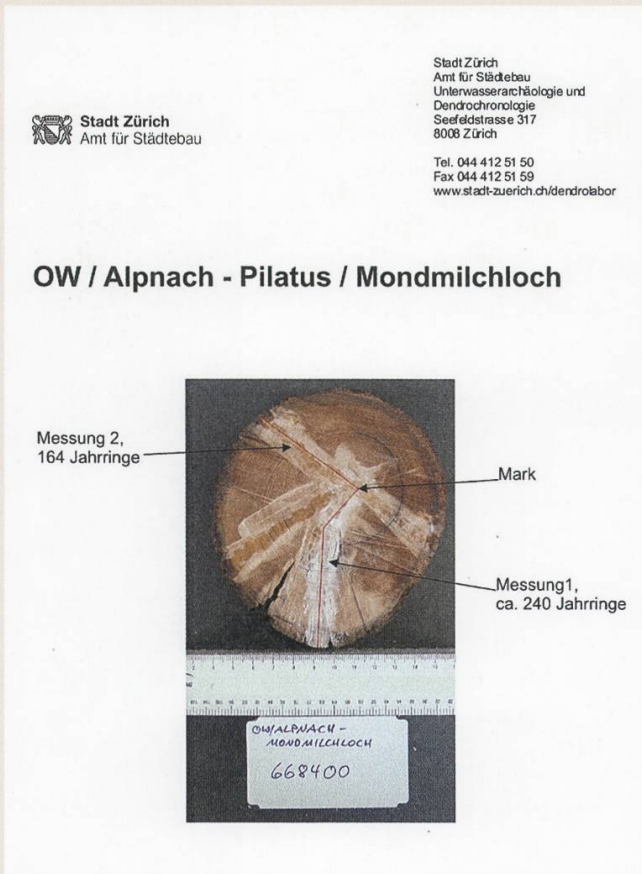 Stadt Zürich
Amt für Städtebau
Stadt Zürich
Amt für Städtebau
Unterwasserarchäologie und
Dendrochronologie
Seefeldstrasse 317
8008 Zürich
Tel. 044 412 51 50
Fax 044 412 51 59
www.stadt-zuerich.ch/dendrolabor
OW / Alpnach - Pilatus / Mondmilchloch
Messung 2,
164 Jahrringe
Mark
Messung1,
ca. 240 Jahrringe
OW/ALPNACH -
MONDMILCHLOCH
668400